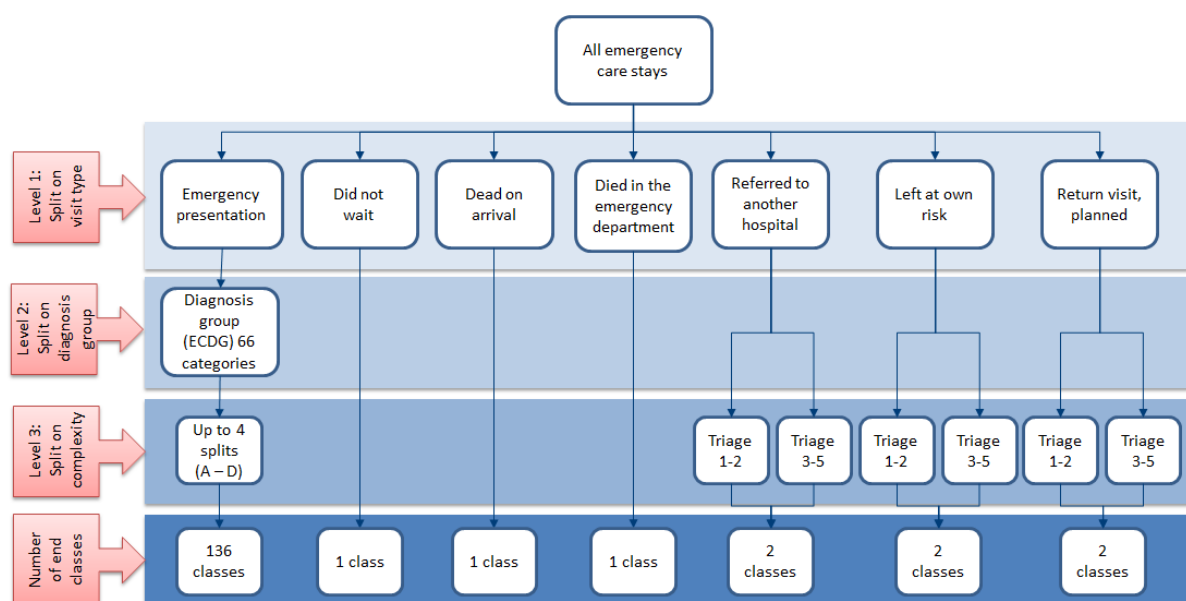 All emergency
care stays
Level 1:
Split on
visit type
Emergency
presentation
Did not
wait
Dead on
arrival
Died in the
emergency
department
Referred to
another
hospital
Left at own
risk
Return visit,
planned
Level 2:
Split on
diagnosis
group
Diagnosis
group
(ECDG) 66
categories
Level 3:
Split on
complexity
Up to 4
splits
(A – D)
Triage
1-2
Triage
3-5
Triage
1-2
Triage
3-5
Triage
1-2
Triage
3-5
Number
of end
classes
136
classes
1 class
1 class
1 class
2
classes
2
classes
2
classes